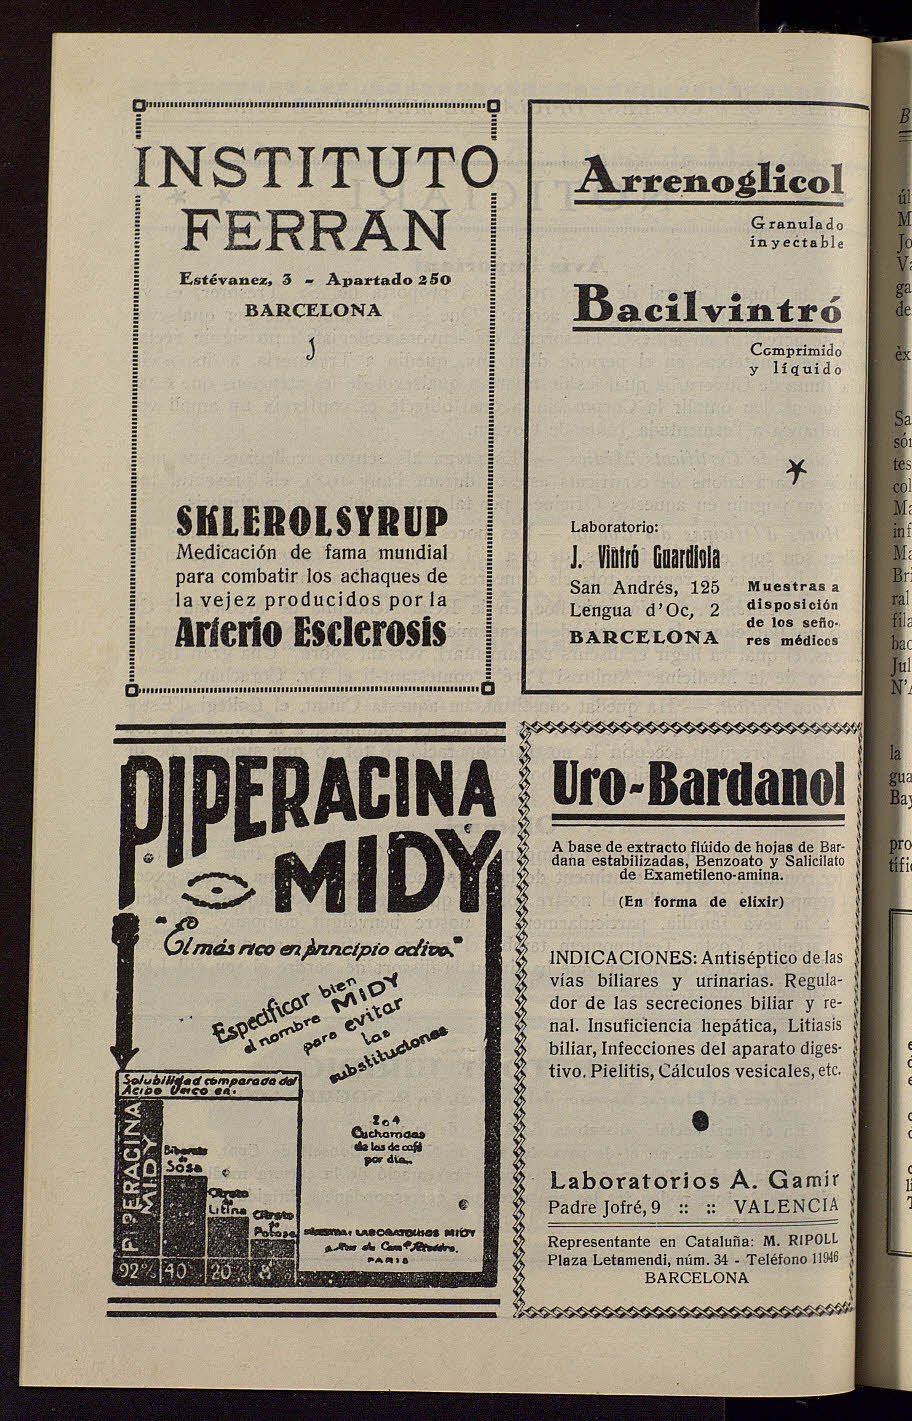 INSTITUTO
FERRAN
Estévanez, 3 - Apartado 250
BARCELONA
SKLEROLSYRUP
Medicación de fama mundial
para combatir los achaques de
la vejez producidos por la
Arterio Esclerosis
Arrenoglicol
Granulado
inyectable
Bacilvintró
Comprimido
y líquido
Laboratorio:
J. Vintró Guardiola
San Andrés, 125
Lengua d'Oc, 2
BARCELONA
Muestras a
disposición
de los seño-
res médicos
PIPERACINA
MIDY
"El más rico en principio activo."
Especificar bien
el nombre MIDY
para evitar
las
substituciones
Solubilidad comparada del
Acido Urico en:
PIPERACINA
MIDY
Biborato
de
Sosa
Citrato
de
Litina
Citrato
de
Potasa
92% 40 20 8
2 o 4
Cucharadas
de las de café
por dia.
MUESTRA: LABORATORIOS MIDY
PARIS
Uro-Bardanol
A base de extracto flúido de hojas de Bar-
dana estabilizadas, Benzoato y Salicilato
de Exametileno-amina.
(En forma de elixir)
INDICACIONES: Antiséptico de las
vías biliares y urinarias. Regula-
dor de las secreciones biliar y re-
nal. Insuficiencia hepática, Litiasis
biliar, Infecciones del aparato diges-
tivo. Pielitis, Cálculos vesicales, etc.
Laboratorios A. Gamir
Padre Jofré, 9 :: :: VALENCIA
Representante en Cataluña: M. RIPOLL
Plaza Letamendi, núm. 34 - Teléfono 11946
BARCELONA